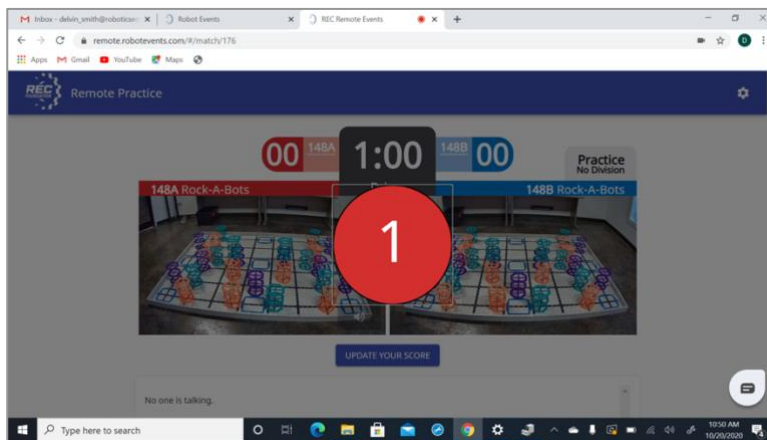 Inbox - delvin_smith@roboticse
Robot Events
REC Remote Events
remote.robotevents.com/#/match/176
Apps
Gmail
YouTube
Maps
D
REC
Remote Practice
00
148A
1:00
148B
00
Practice
No Division
148A Rock-A-Bots
148B Rock-A-Bots
1
UPDATE YOUR SCORE
No one is talking.
Type here to search
10:50 AM
10/20/2020